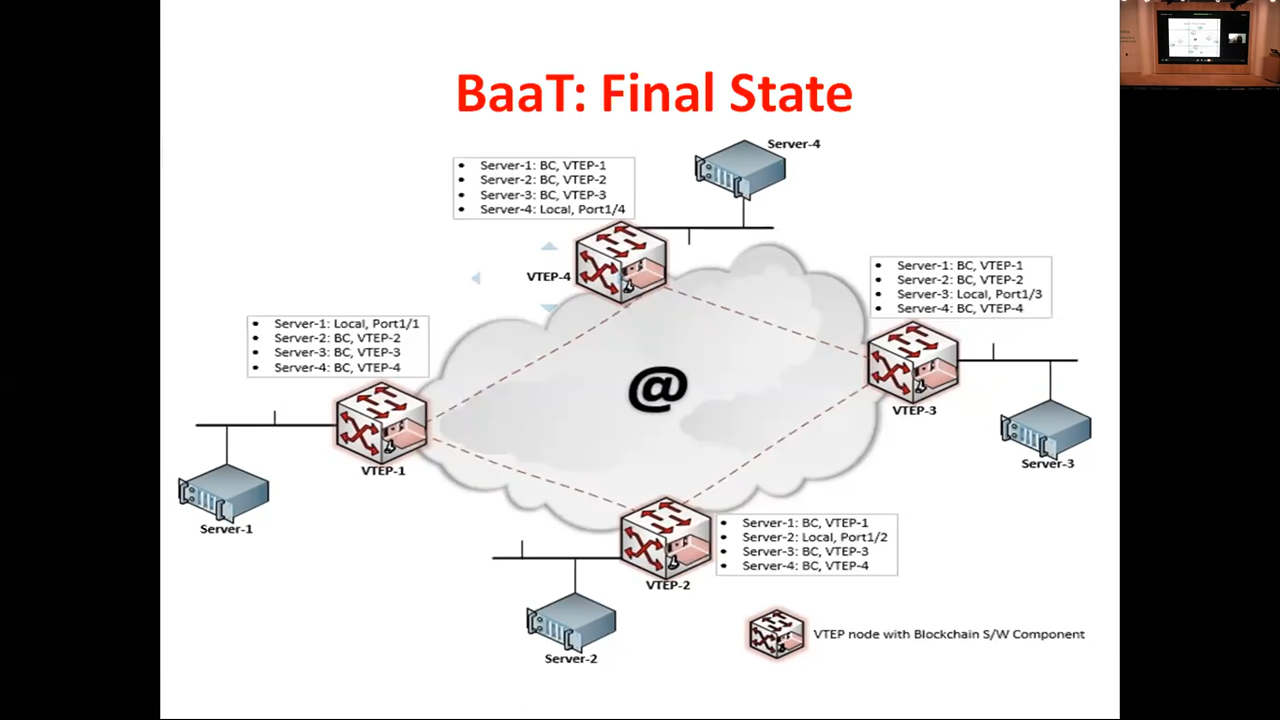 BaaT: Final State
Server-4
• Server-1: BC, VTEP-1
• Server-2: BC, VTEP-2
• Server-3: BC, VTEP-3
• Server-4: Local, Port1/4
VTEP-4
• Server-1: BC, VTEP-1
• Server-2: BC, VTEP-2
• Server-3: Local, Port1/3
• Server-4: BC, VTEP-4
• Server-1: Local, Port1/1
• Server-2: BC, VTEP-2
• Server-3: BC, VTEP-3
• Server-4: BC, VTEP-4
@
VTEP-3
VTEP-1
Server-3
Server-1
• Server-1: BC, VTEP-1
• Server-2: Local, Port1/2
• Server-3: BC, VTEP-3
• Server-4: BC, VTEP-4
VTEP-2
VTEP node with Blockchain S/W Component
Server-2